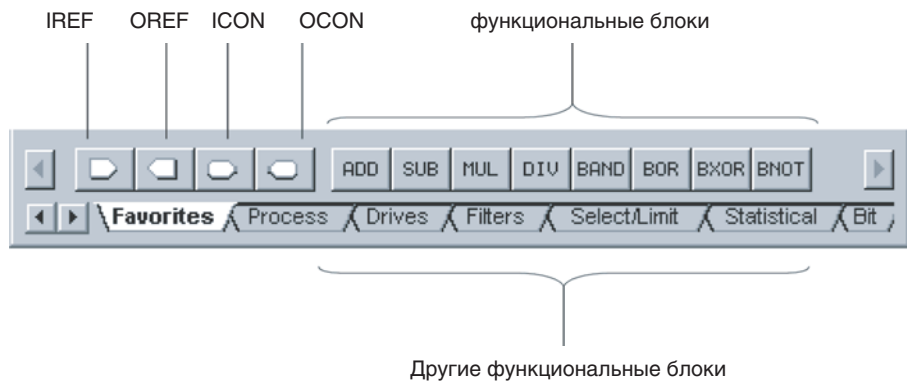 IREF OREF ICON OCON функциональные блоки
ADD SUB MUL DIV BAND BOR BXOR BNOT
Favorites Process Drives Filters Select/Limit Statistical Bit
Другие функциональные блоки